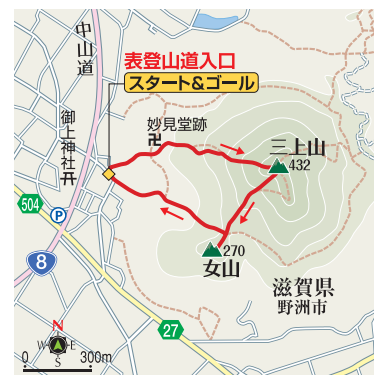 中山道
表登山道入口
スタート&ゴール
妙見堂跡
御上神社
三上山
432
504
P
8
270
女山
滋賀県
野洲市
27
N
W
E
S
0
300m